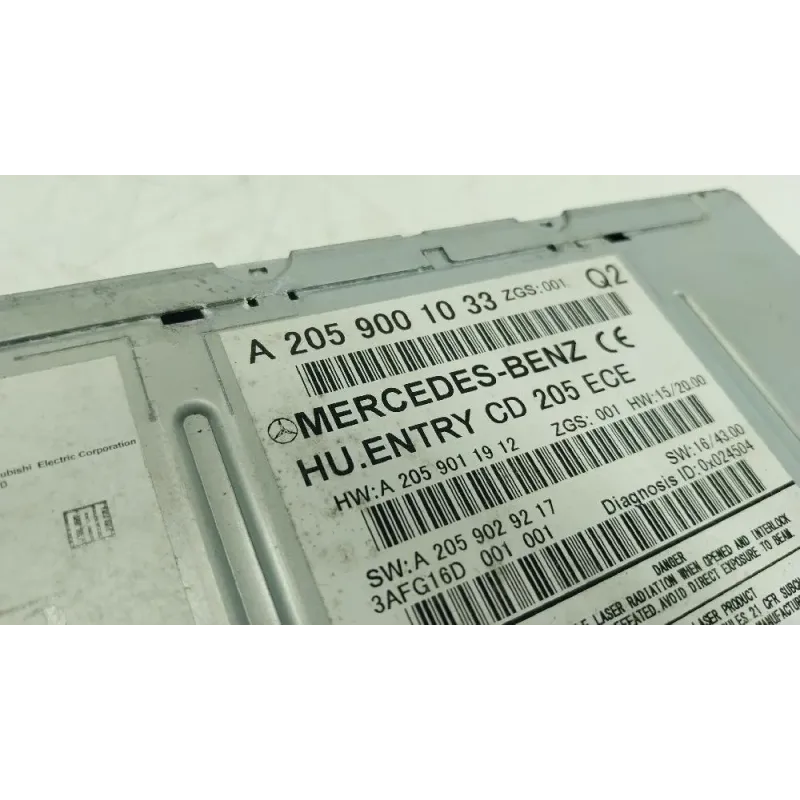 A 205 900 10 33 ZGS:001 Q2
MERCEDES-BENZ CE
HU.ENTRY CD 205 ECE
HW:A 205 901 19 12 ZGS: 001 HW:15/20.00
SW:16/43.00
SW:A 205 902 92 17 Diagnosis ID:0x024504
3AFG16D 001 001
DANGER
LASER RADIATION WHEN OPENED AND INTERLOCK
DEFEATED.AVOID DIRECT EXPOSURE TO BEAM.
LASER PRODUCT
21 CFR
Electric Corporation
EAC